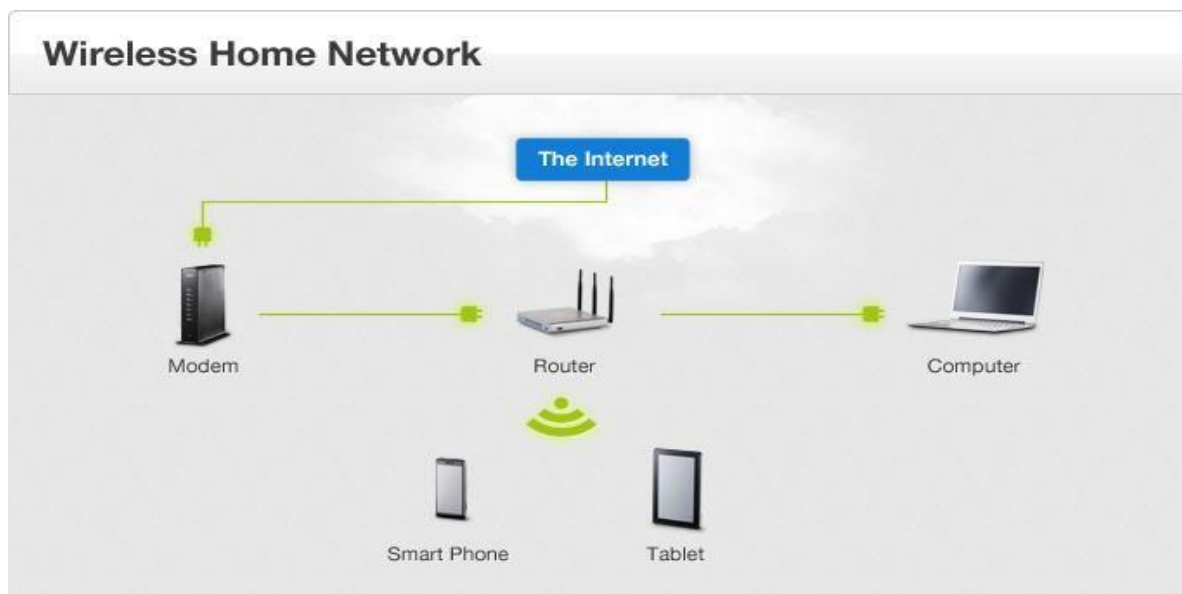 Wireless Home Network
The Internet
Modem
Router
Computer
Smart Phone
Tablet